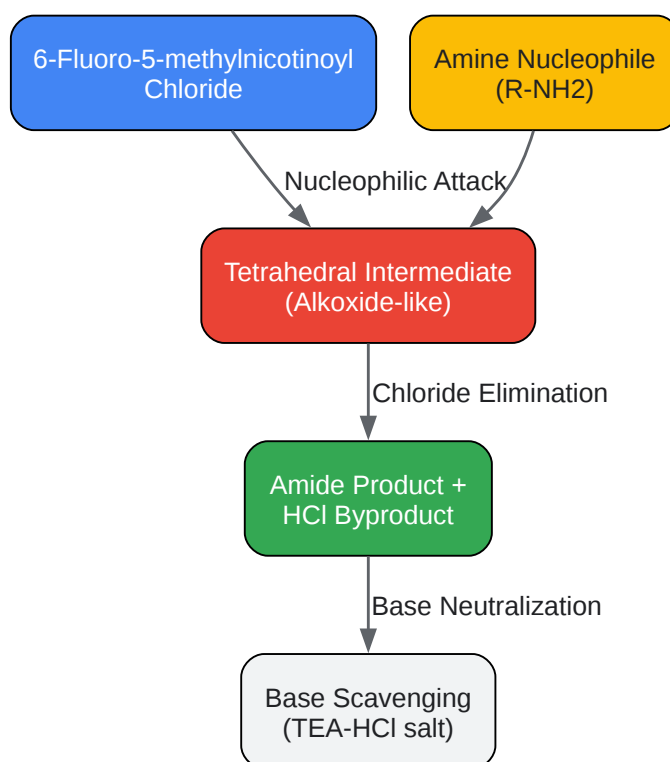 6-Fluoro-5-methylnicotinoyl
Chloride
Amine Nucleophile
(R-NH2)
Nucleophilic Attack
Tetrahedral Intermediate
(Alkoxide-like)
Chloride Elimination
Amide Product +
HCl Byproduct
Base Neutralization
Base Scavenging
(TEA-HCl salt)